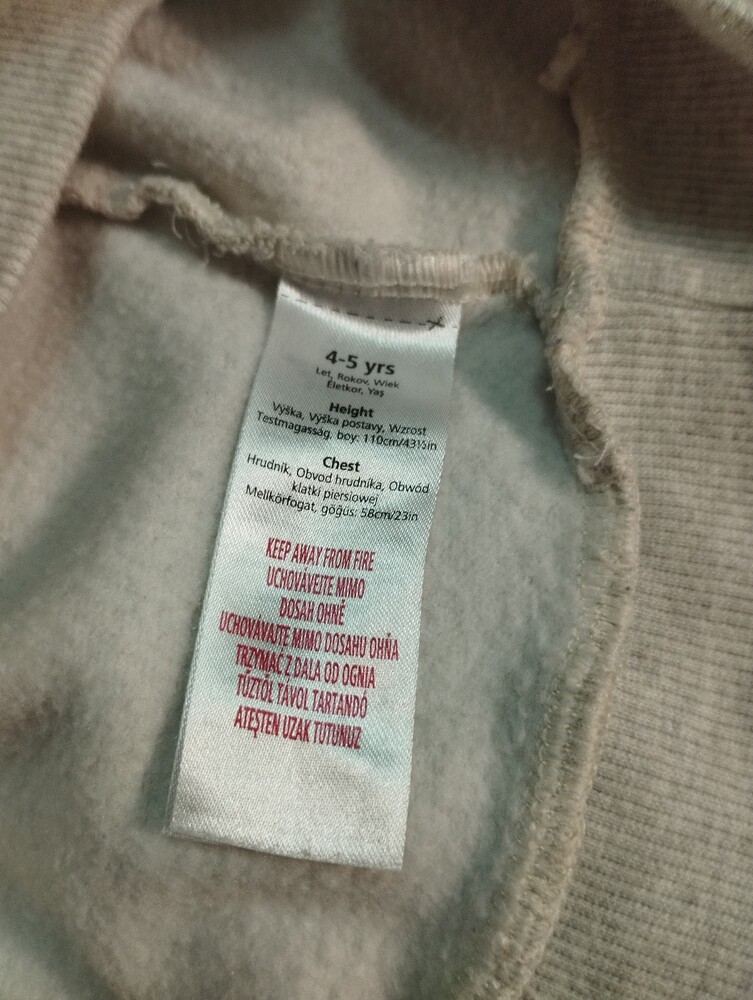 4-5 yrs
Let, Rokov, Wiek
Életkor, Yaş
Height
Výška, Výška postavy, Wzrost
Testmagasság, boy: 110cm/43½in
Chest
Hrudník, Obvod hrudníka, Obwód
klatki piersiowej
Mellkörfogat, göğüs: 58cm/23in
KEEP AWAY FROM FIRE
UCHOVÁVEJTE MIMO
DOSAH OHNĚ
UCHOVÁVAJTE MIMO DOSAHU OHŇA
TRZYMAĆ Z DALA OD OGNIA
TŰZTŐL TÁVOL TARTANDÓ
ATEŞTEN UZAK TUTUNUZ